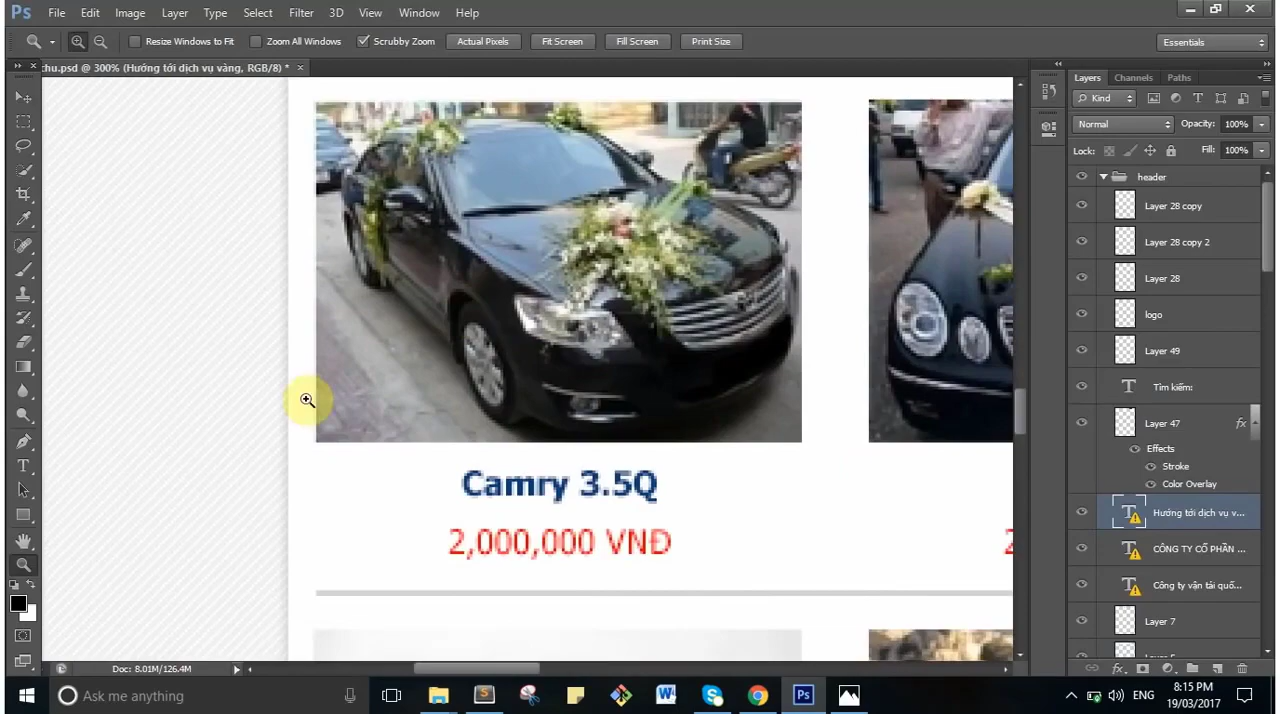 Ps File Edit Image Layer Type Select Filter 3D View Window Help
Resize Windows to Fit Zoom All Windows Scrubby Zoom Actual Pixels Fit Screen Fill Screen Print Size Essentials
chu.psd @ 300% (Hướng tới dịch vụ vàng, RGB/8) * ×
Layers Channels Paths
Kind
Normal Opacity: 100%
Lock: Fill: 100%
header
Layer 28 copy
Layer 28 copy 2
Layer 28
logo
Layer 49
Tìm kiếm:
Layer 47 fx
Effects
Stroke
Color Overlay
Hướng tới dịch vụ v...
CÔNG TY CỔ PHẦN ...
Công ty vận tải quố...
Layer 7
Camry 3.5Q
2,000,000 VNĐ
Doc: 8.01M/126.4M
Ask me anything
ENG
8:15 PM
19/03/2017